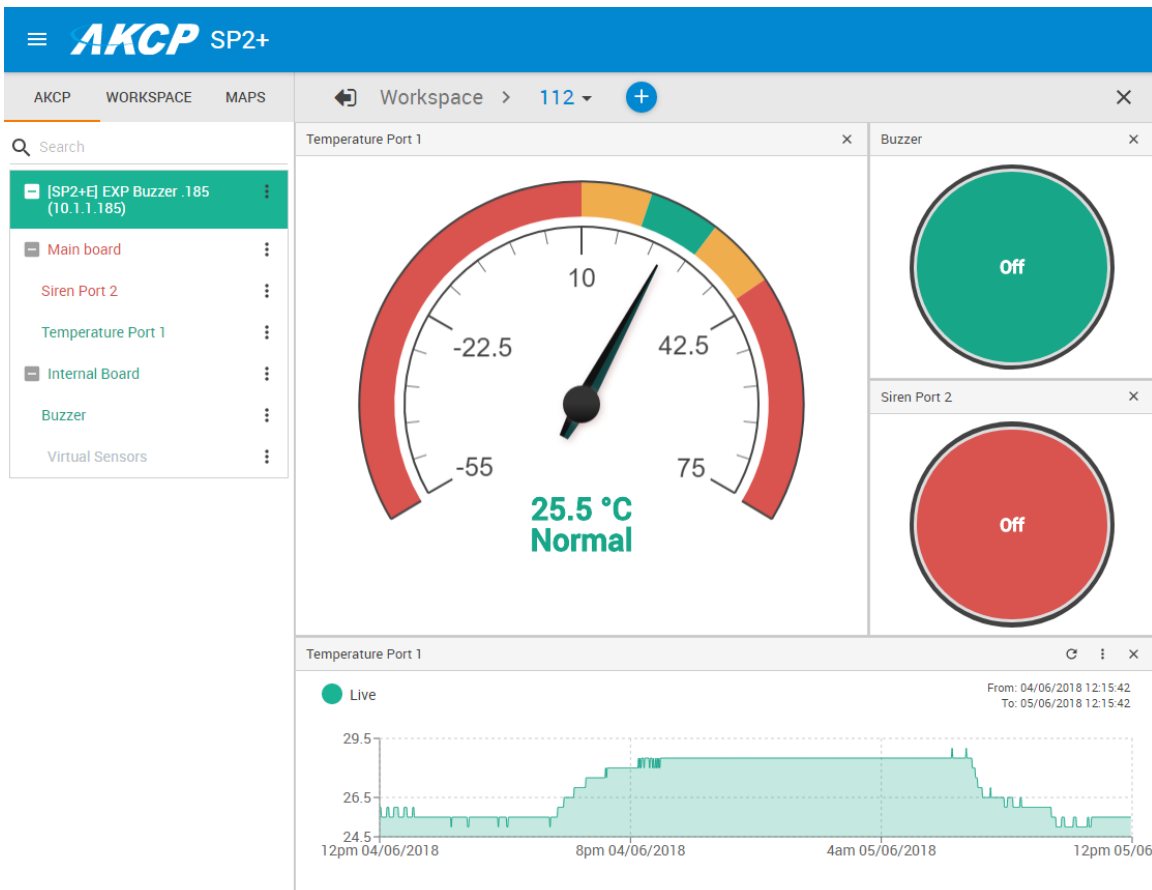 AKCP SP2+
AKCP WORKSPACE MAPS
Workspace > 112
Search
[SP2+E] EXP Buzzer .185
(10.1.1.185)
Main board
Siren Port 2
Temperature Port 1
Internal Board
Buzzer
Virtual Sensors
Temperature Port 1
10
-22.5
42.5
-55
75
25.5 °C
Normal
Buzzer
Off
Siren Port 2
Off
Temperature Port 1
Live
From: 04/06/2018 12:15:42
To: 05/06/2018 12:15:42
29.5
26.5
24.5
12pm 04/06/2018 8pm 04/06/2018 4am 05/06/2018 12pm 05/06